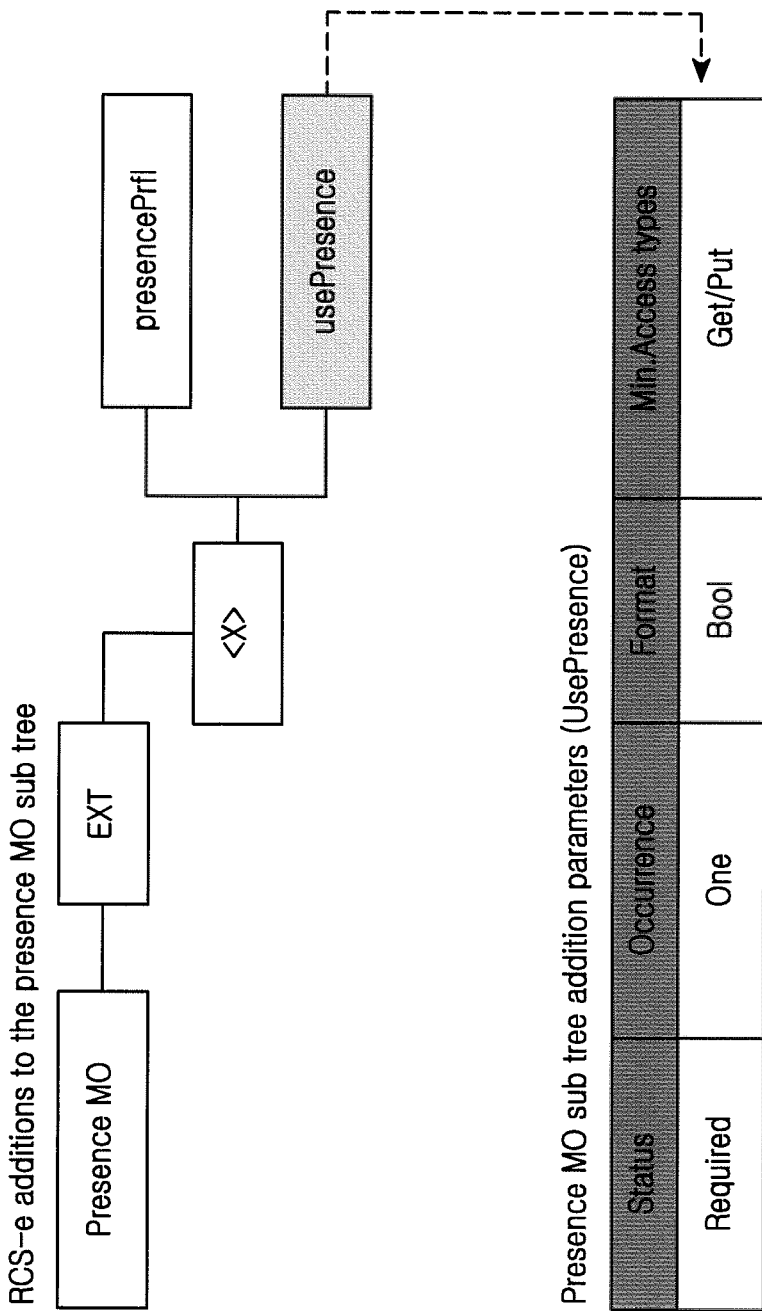 RCS-e additions to the presence MO sub tree
Presence MO
EXT
<X>
presencePrfl
usePresence
Presence MO sub tree addition parameters (UsePresence)
Status Occurrence Format Min.Access types
Required One Bool Get/Put